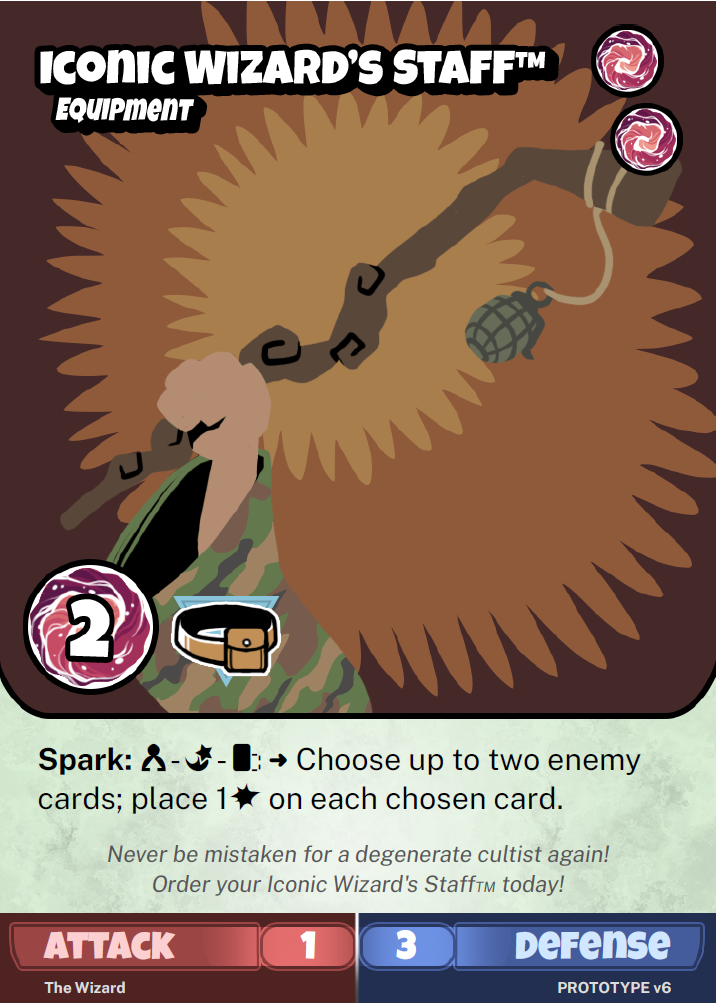 ICONIC WIZARD'S STAFF™
EQUIPMENT
2
Spark: - - ➜ Choose up to two enemy
cards; place 1 on each chosen card.
Never be mistaken for a degenerate cultist again!
Order your Iconic Wizard's Staff™ today!
ATTACK 1 3 DEFENSE
The Wizard PROTOTYPE v6